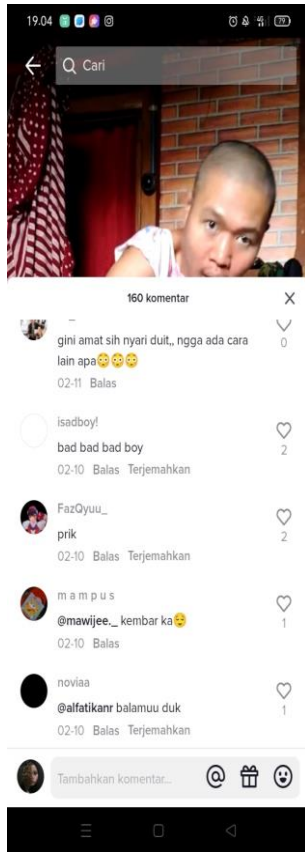 19.04
79
Cari
160 komentar
gini amat sih nyari duit,, ngga ada cara
lain apa😳😳😳
0
02-11 Balas
isadboy!
bad bad bad boy
2
02-10 Balas Terjemahkan
FazQyuu_
prik
2
02-10 Balas Terjemahkan
m a m p u s
@mawijee._ kembar ka😌
1
02-10 Balas
noviaa
@alfatikanr balamuu duk
1
02-10 Balas Terjemahkan
Tambahkan komentar...